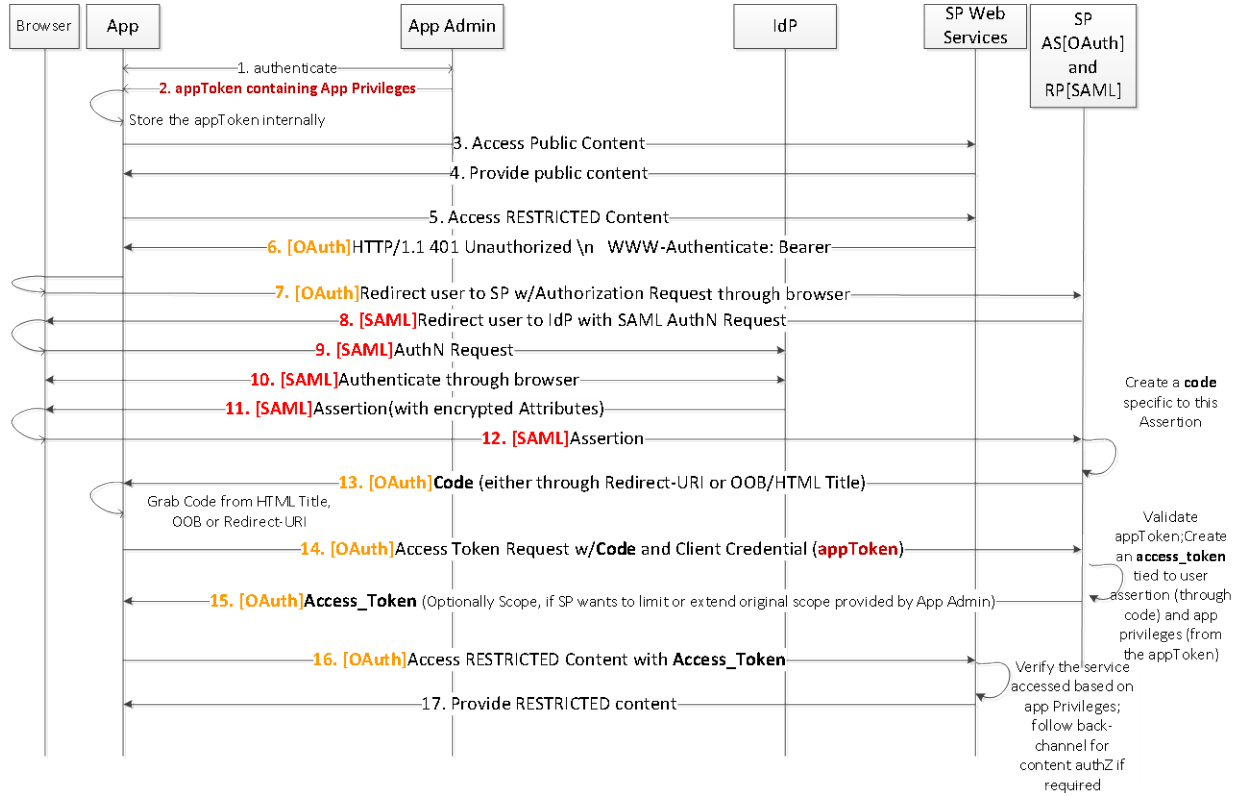 Browser
App
App Admin
IdP
SP Web
Services
SP
AS[OAuth]
and
RP[SAML]
1. authenticate
2. appToken containing App Privileges
Store the appToken internally
3. Access Public Content
4. Provide public content
5. Access RESTRICTED Content
6. [OAuth]HTTP/1.1 401 Unauthorized \n WWW-Authenticate: Bearer
7. [OAuth]Redirect user to SP w/Authorization Request through browser
8. [SAML]Redirect user to IdP with SAML AuthN Request
9. [SAML]AuthN Request
10. [SAML]Authenticate through browser
11. [SAML]Assertion(with encrypted Attributes)
Create a code
specific to this
Assertion
12. [SAML]Assertion
13. [OAuth]Code (either through Redirect-URI or OOB/HTML Title)
Grab Code from HTML Title,
OOB or Redirect-URI
14. [OAuth]Access Token Request w/Code and Client Credential (appToken)
Validate
appToken;Create
an access_token
tied to user
assertion (through
code) and app
privileges (from
the appToken)
15. [OAuth]Access_Token (Optionally Scope, if SP wants to limit or extend original scope provided by App Admin)
16. [OAuth]Access RESTRICTED Content with Access_Token
Verify the service
accessed based on
app Privileges;
follow back-
channel for
content authZ if
required
17. Provide RESTRICTED content